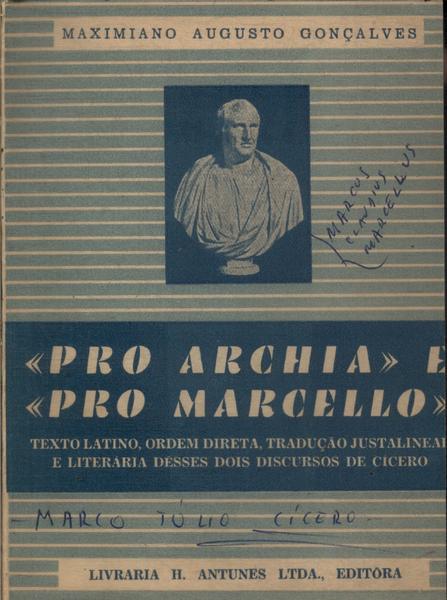 MAXIMIANO AUGUSTO GONÇALVES
MARCUS
CLAUDIUS
MARCELLUS
«PRO ARCHIA» E
«PRO MARCELLO»
TEXTO LATINO, ORDEM DIRETA, TRADUÇÃO JUSTALINEAR
E LITERÁRIA DÊSSES DOIS DISCURSOS DE CÍCERO
- MARCO TÚLIO CÍCERO -
LIVRARIA H. ANTUNES LTDA., EDITÔRA